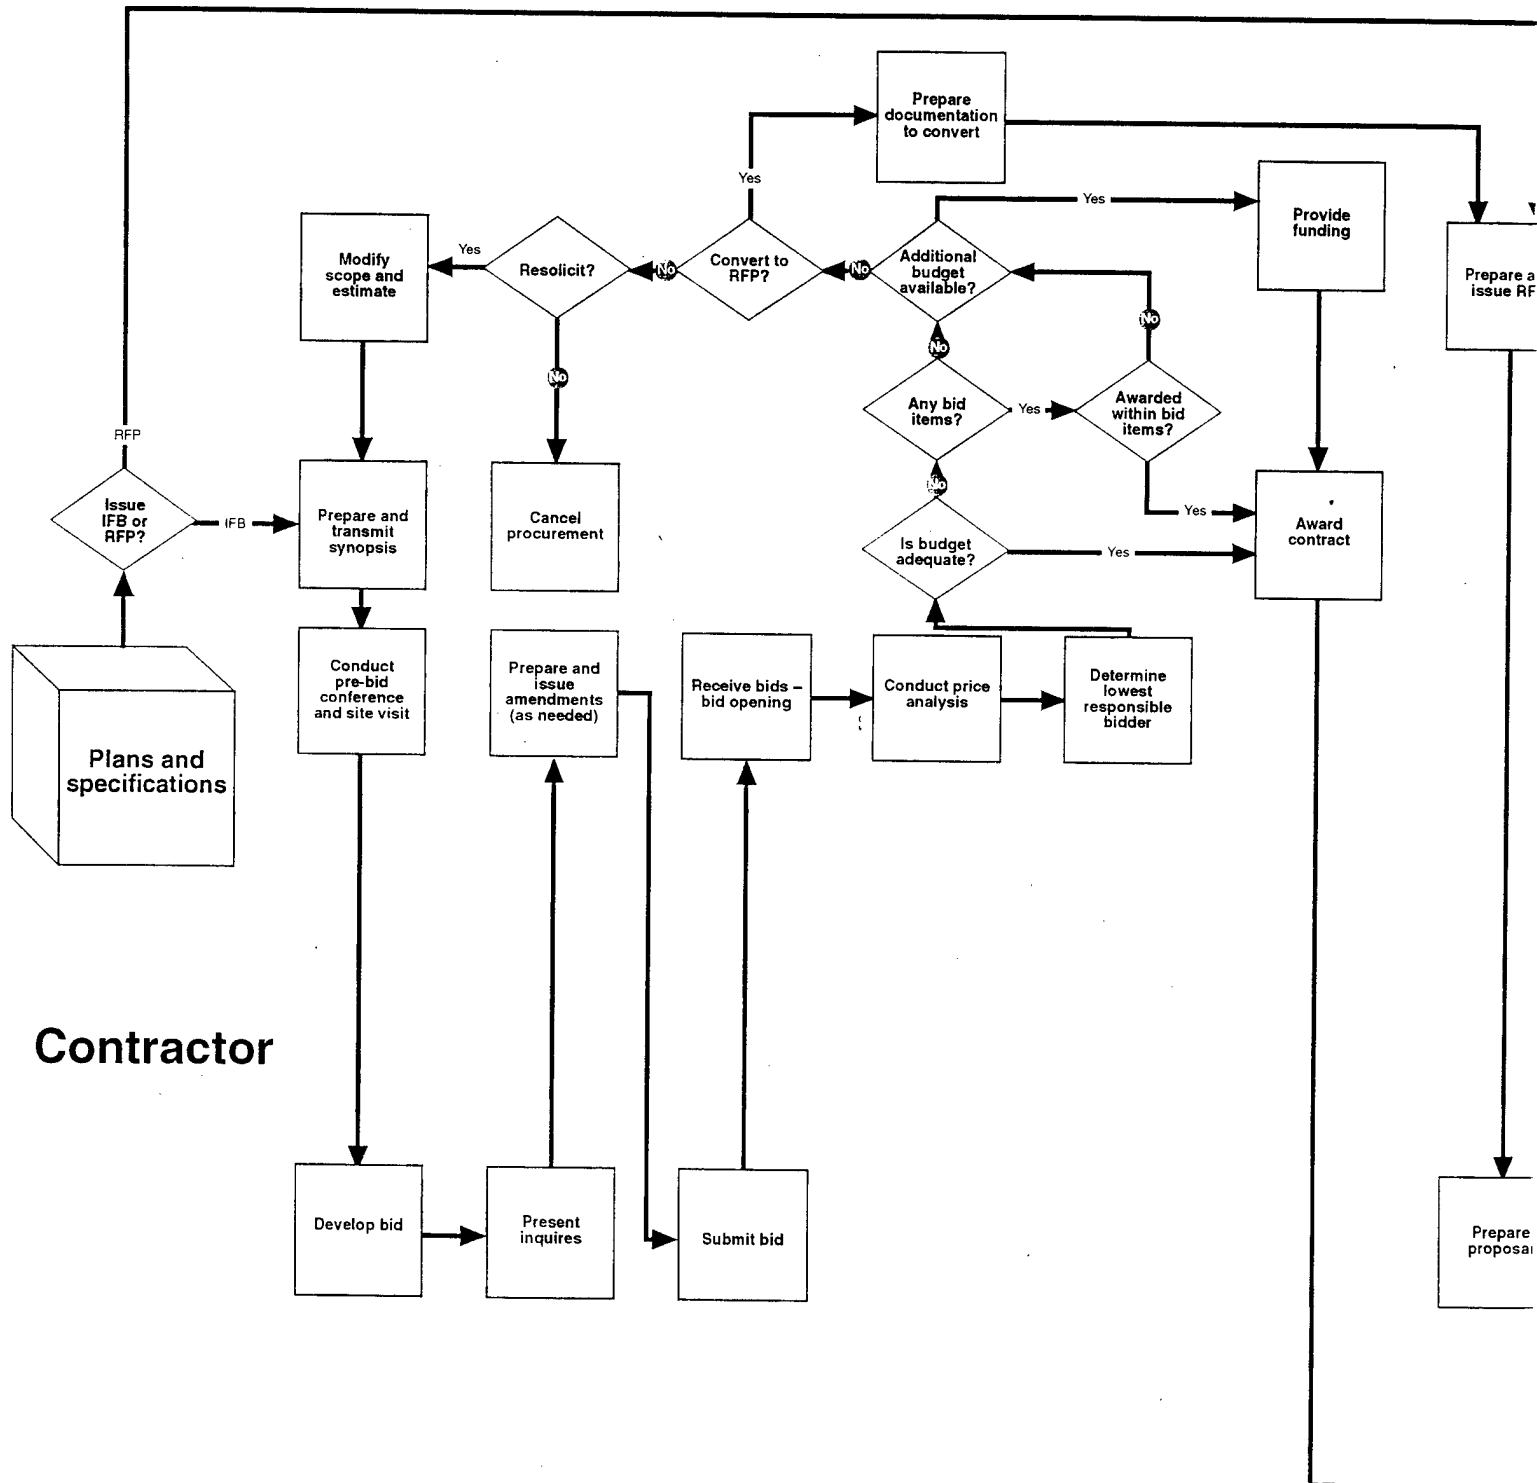 Prepare
documentation
to convert
Yes
Yes
Provide
funding
Modify
scope and
estimate
Yes
Resolicit?
No
Convert to
RFP?
No
Additional
budget
available?
Prepare a
issue RF
No
No
No
Any bid
items?
Yes
Awarded
within bid
items?
RFP
Issue
IFB or
RFP?
IFB
Prepare and
transmit
synopsis
Cancel
procurement
No
Is budget
adequate?
Yes
Yes
Award
contract
Conduct
pre-bid
conference
and site visit
Prepare and
issue
amendments
(as needed)
Receive bids –
bid opening
Conduct price
analysis
Determine
lowest
responsible
bidder
Plans and
specifications
Contractor
Develop bid
Present
inquires
Submit bid
Prepare
proposal